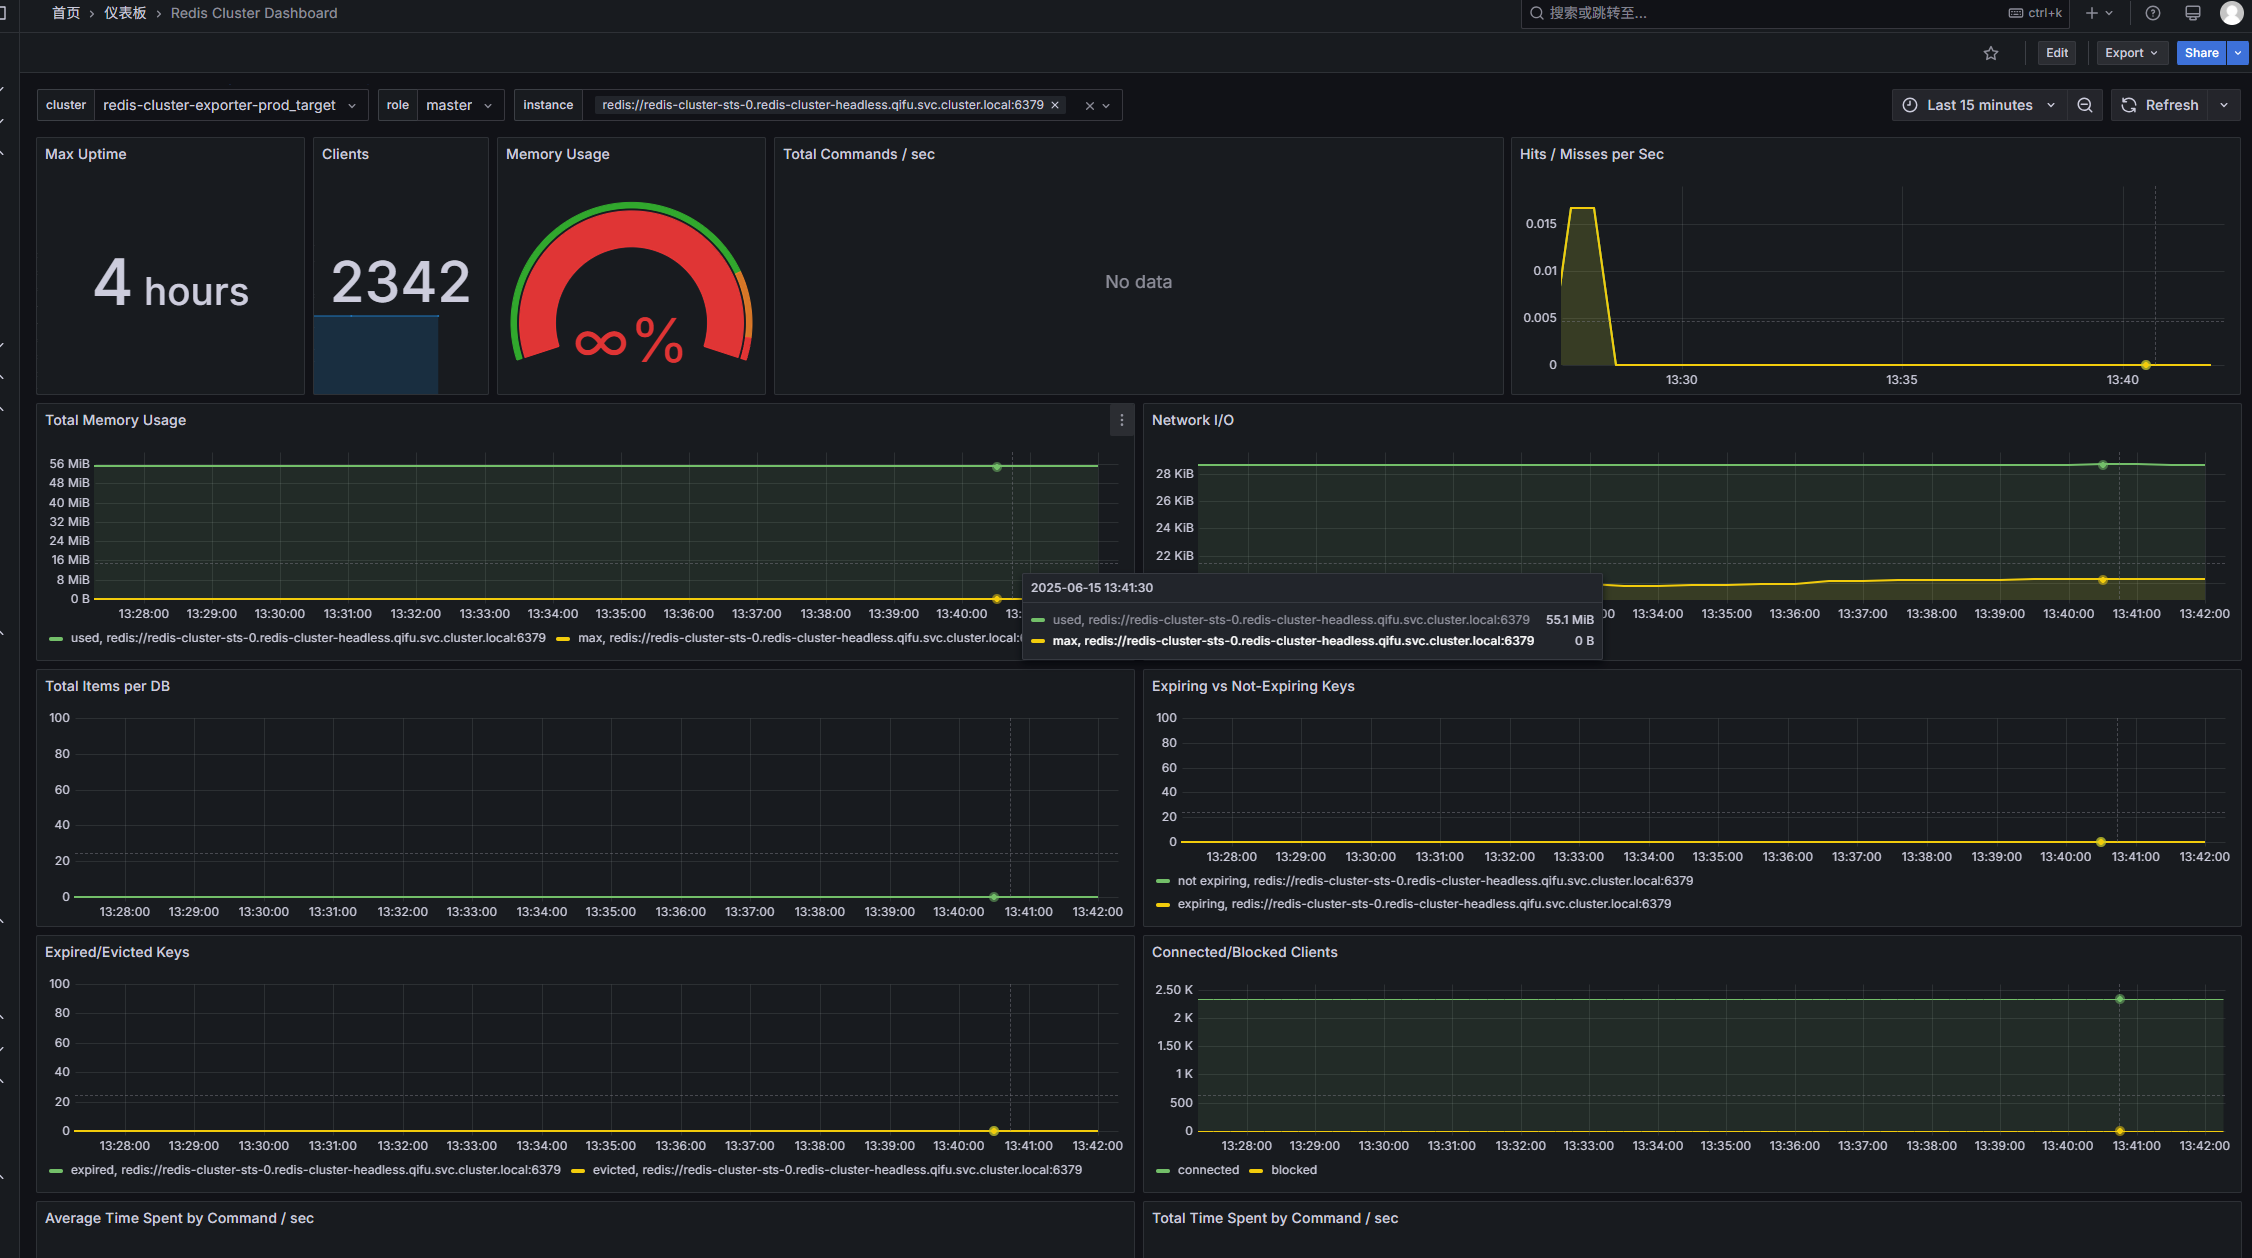 首页 › 仪表板 › Redis Cluster Dashboard
搜索或跳转至...
ctrl+k
Edit
Export
Share
cluster redis-cluster-exporter-prod_target
role master
instance redis://redis-cluster-sts-0.redis-cluster-headless.qifu.svc.cluster.local:6379
Last 15 minutes
Refresh
Max Uptime
4 hours
Clients
2342
Memory Usage
∞%
Total Commands / sec
No data
Hits / Misses per Sec
0.015
0.01
0.005
0
13:30 13:35 13:40
Total Memory Usage
56 MiB
48 MiB
40 MiB
32 MiB
24 MiB
16 MiB
8 MiB
0 B
13:28:00 13:29:00 13:30:00 13:31:00 13:32:00 13:33:00 13:34:00 13:35:00 13:36:00 13:37:00 13:38:00 13:39:00 13:40:00 13:
used, redis://redis-cluster-sts-0.redis-cluster-headless.qifu.svc.cluster.local:6379 max, redis://redis-cluster-sts-0.redis-cluster-headless.qifu.svc.cluster.local:
Network I/O
28 KiB
26 KiB
24 KiB
22 KiB
00 13:34:00 13:35:00 13:36:00 13:37:00 13:38:00 13:39:00 13:40:00 13:41:00 13:42:00
2025-06-15 13:41:30
used, redis://redis-cluster-sts-0.redis-cluster-headless.qifu.svc.cluster.local:6379 55.1 MiB
max, redis://redis-cluster-sts-0.redis-cluster-headless.qifu.svc.cluster.local:6379 0 B
Total Items per DB
100
80
60
40
20
0
13:28:00 13:29:00 13:30:00 13:31:00 13:32:00 13:33:00 13:34:00 13:35:00 13:36:00 13:37:00 13:38:00 13:39:00 13:40:00 13:41:00 13:42:00
Expiring vs Not-Expiring Keys
100
80
60
40
20
0
13:28:00 13:29:00 13:30:00 13:31:00 13:32:00 13:33:00 13:34:00 13:35:00 13:36:00 13:37:00 13:38:00 13:39:00 13:40:00 13:41:00 13:42:00
not expiring, redis://redis-cluster-sts-0.redis-cluster-headless.qifu.svc.cluster.local:6379
expiring, redis://redis-cluster-sts-0.redis-cluster-headless.qifu.svc.cluster.local:6379
Expired/Evicted Keys
100
80
60
40
20
0
13:28:00 13:29:00 13:30:00 13:31:00 13:32:00 13:33:00 13:34:00 13:35:00 13:36:00 13:37:00 13:38:00 13:39:00 13:40:00 13:41:00 13:42:00
expired, redis://redis-cluster-sts-0.redis-cluster-headless.qifu.svc.cluster.local:6379 evicted, redis://redis-cluster-sts-0.redis-cluster-headless.qifu.svc.cluster.local:6379
Connected/Blocked Clients
2.50 K
2 K
1.50 K
1 K
500
0
13:28:00 13:29:00 13:30:00 13:31:00 13:32:00 13:33:00 13:34:00 13:35:00 13:36:00 13:37:00 13:38:00 13:39:00 13:40:00 13:41:00 13:42:00
connected blocked
Average Time Spent by Command / sec
Total Time Spent by Command / sec